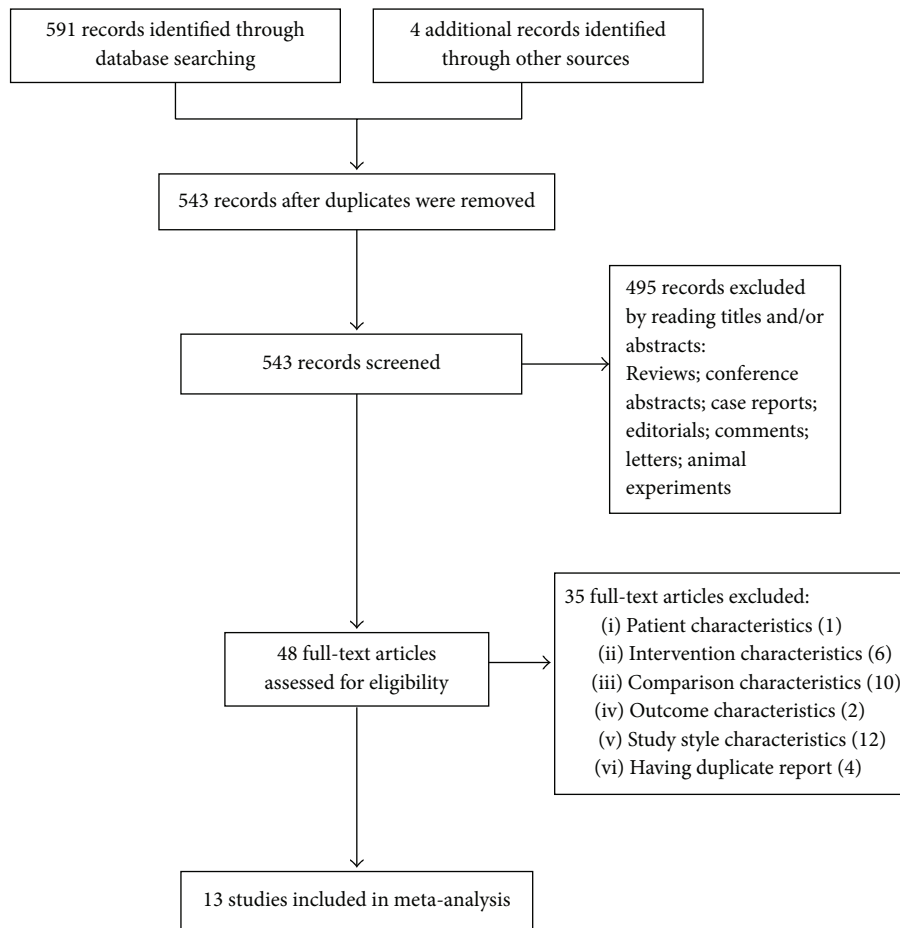 591 records identified through
database searching
4 additional records identified
through other sources
543 records after duplicates were removed
543 records screened
495 records excluded
by reading titles and/or
abstracts:
Reviews; conference
abstracts; case reports;
editorials; comments;
letters; animal
experiments
48 full-text articles
assessed for eligibility
35 full-text articles excluded:
(i) Patient characteristics (1)
(ii) Intervention characteristics (6)
(iii) Comparison characteristics (10)
(iv) Outcome characteristics (2)
(v) Study style characteristics (12)
(vi) Having duplicate report (4)
13 studies included in meta-analysis